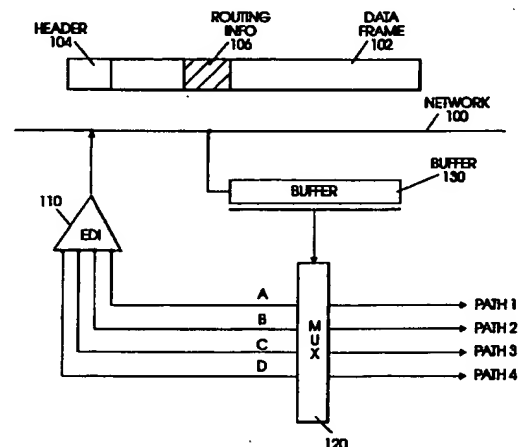 HEADER
104
ROUTING
INFO
106
DATA
FRAME
102
NETWORK
100
BUFFER
130
BUFFER
110
EDI
A
B
C
D
MUX
PATH 1
PATH 2
PATH 3
PATH 4
120